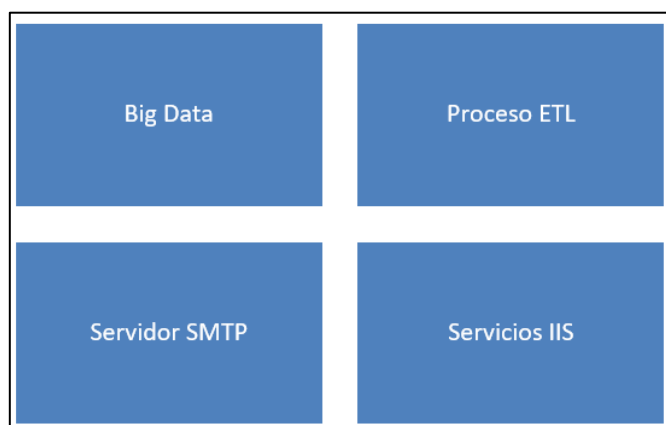 Big Data
Proceso ETL
Servidor SMTP
Servicios IIS